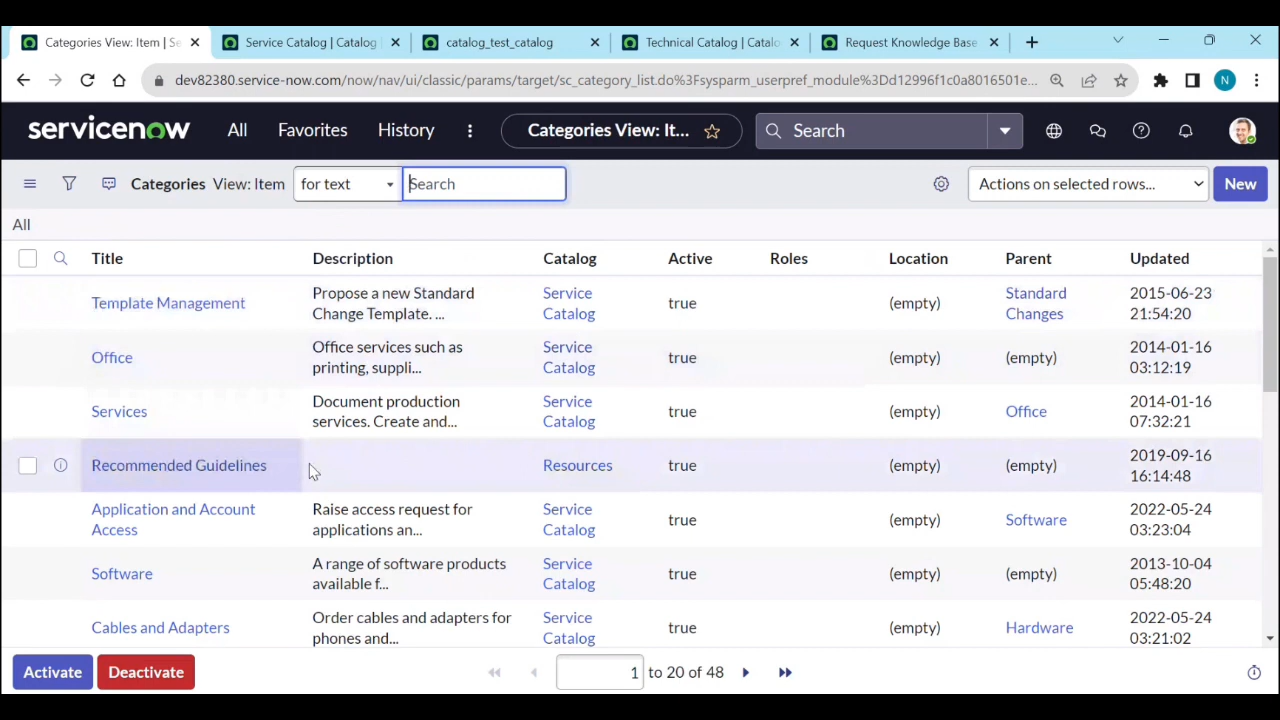 Categories View: Item | Se
Service Catalog | Catalog
catalog_test_catalog
Technical Catalog | Catalo
Request Knowledge Base
dev82380.service-now.com/now/nav/ui/classic/params/target/sc_category_list.do%3Fsysparm_userpref_module%3Dd12996f1c0a8016501e...
N
servicenow
All
Favorites
History
Categories View: It...
Search
Categories View: Item
for text
Search
Actions on selected rows...
New
All
Title Description Catalog Active Roles Location Parent Updated
Template Management
Propose a new Standard
Change Template. ...
Service
Catalog
true
(empty)
Standard
Changes
2015-06-23
21:54:20
Office
Office services such as
printing, suppli...
Service
Catalog
true
(empty)
(empty)
2014-01-16
03:12:19
Services
Document production
services. Create and...
Service
Catalog
true
(empty)
Office
2014-01-16
07:32:21
Recommended Guidelines
Resources
true
(empty)
(empty)
2019-09-16
16:14:48
Application and Account
Access
Raise access request for
applications an...
Service
Catalog
true
(empty)
Software
2022-05-24
03:23:04
Software
A range of software products
available f...
Service
Catalog
true
(empty)
(empty)
2013-10-04
05:48:20
Cables and Adapters
Order cables and adapters for
phones and...
Service
Catalog
true
(empty)
Hardware
2022-05-24
03:21:02
Activate
Deactivate
1 to 20 of 48